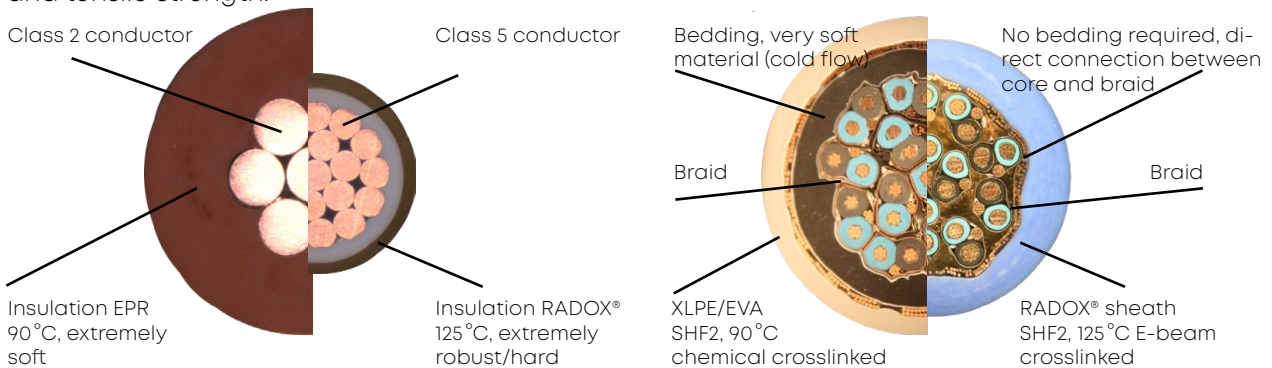 Class 2 conductor
Class 5 conductor
Insulation EPR
90 °C, extremely
soft
Insulation RADOX®
125 °C, extremely
robust/hard
Bedding, very soft
material (cold flow)
No bedding required, di-
rect connection between
core and braid
Braid
Braid
XLPE/EVA
SHF2, 90 °C
chemical crosslinked
RADOX® sheath
SHF2, 125 °C E-beam
crosslinked